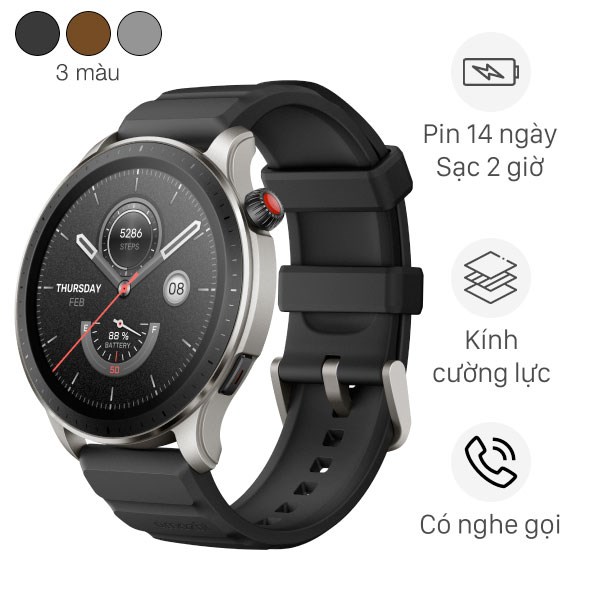 3 màu
5286
STEPS
THURSDAY
FEB
08
E
F
88 %
BATTERY
SD
Pin 14 ngày
Sạc 2 giờ
Kính
cường lực
Có nghe gọi